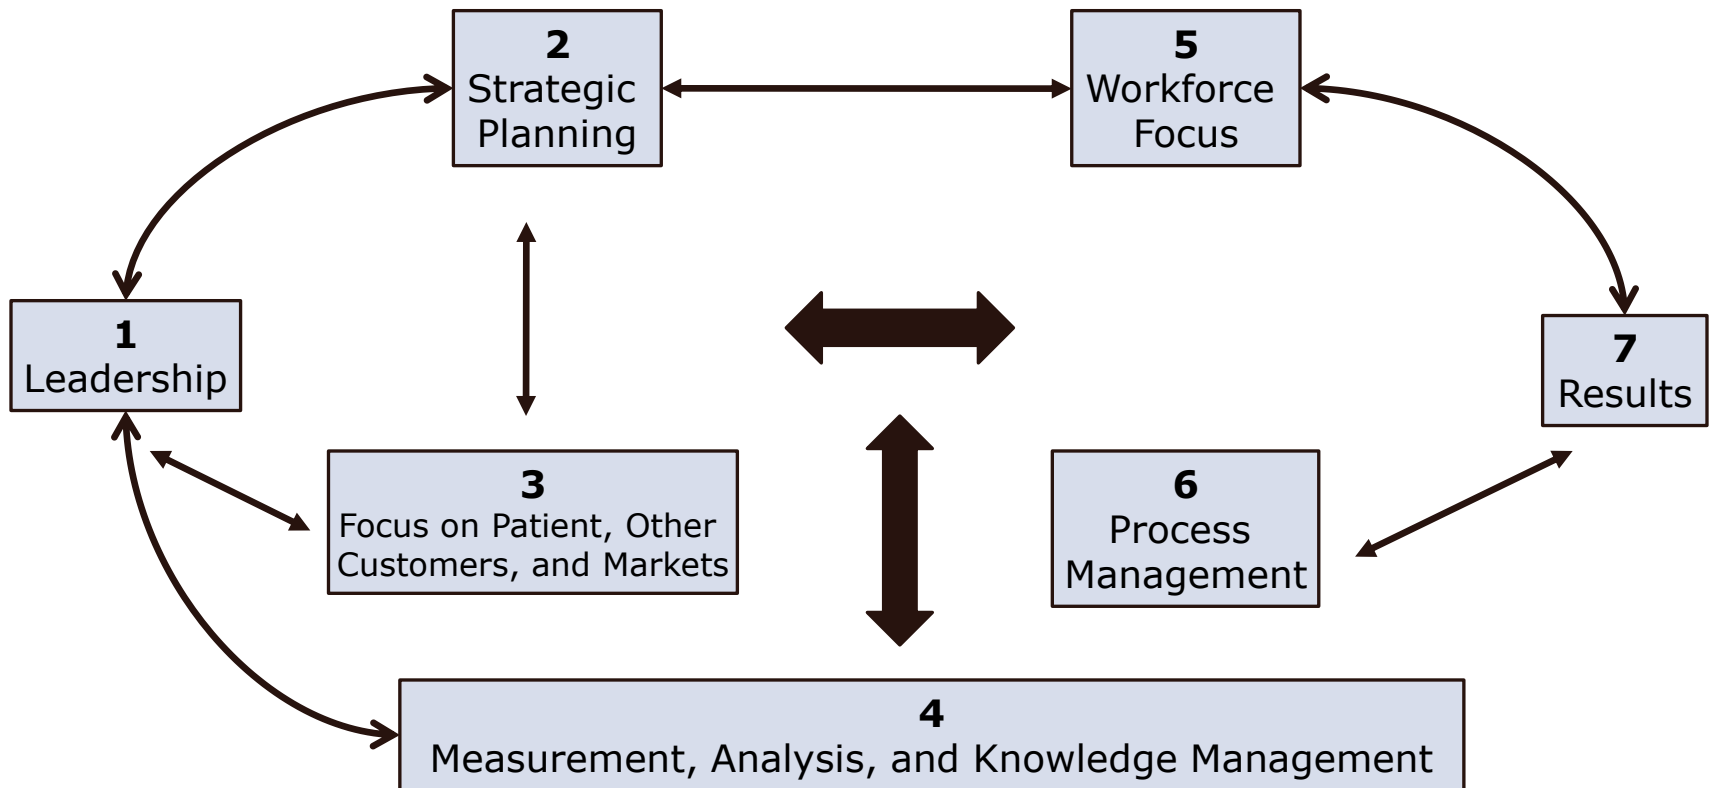 2
Strategic
Planning
5
Workforce
Focus
1
Leadership
7
Results
3
Focus on Patient, Other
Customers, and Markets
6
Process
Management
4
Measurement, Analysis, and Knowledge Management